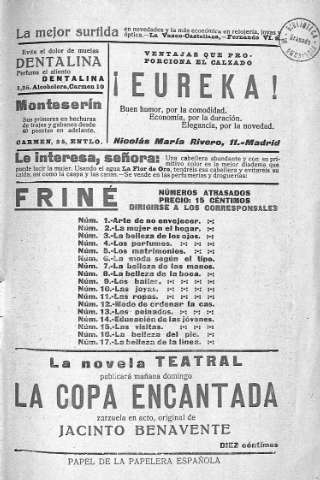 La mejor surtida en novedades y la más económica en relojería, joyas y
óptica.-La Vasco-Castellana,-Fernando VI. 8
BIBLIOTECA
Granada
Evita el dolor de muelas
DENTALINA
Perfuma el aliento
DENTALINA
1,25. Alcoholera, Carmen 10
Monteserín
Sus primores en hechuras
de trajes y gabanes desde
40 pesetas en adelante.
CARMEN, 35, ENTLO.
VENTAJAS QUE PRO-
PORCIONA EL CALZADO
¡EUREKA!
Buen humor, por la comodidad.
Economía, por la duración.
Elegancia, por la novedad.
Nicolás María Rivero, 11.-Madrid
Le interesa, señora: Una cabellera abundante y con su pri-
mitivo color es la mejor diadema que
puede lucir la mujer. Usando el agua La Flor de Oro, tendréis esa cabellera y evitaréis su
caída, así como la caspa y las canas.-Se vende en las perfumerías y droguerías:
FRINÉ
NÚMEROS ATRASADOS
PRECIO: 15 CÉNTIMOS
DIRIGIRSE A LOS CORRESPONSALES
Núm. 1.-Arte de no envejecer.
Núm. 2.-La mujer en el hogar.
Núm. 3.-La belleza de los ojos.
Núm. 4.-Los perfumes.
Núm. 5.-Los matrimonios.
Núm. 6.-La moda según el tipo.
Núm. 7.-La belleza de las manos.
Núm. 8.-La belleza de la boca.
Núm. 9.-Los bailes.
Núm. 10.-Las joyas.
Núm. 11.-Las ropas.
Núm. 12.-Modo de ordenar la casa.
Núm. 13.-Los peinados.
Núm. 14.-Educación de las jóvenes.
Núm. 15.-Las visitas.
Núm. 16.-La belleza del pie.
Núm. 17.-La belleza de la línea.
La novela TEATRAL
publicará mañana domingo
LA COPA ENCANTADA
zarzuela en acto, original de
JACINTO BENAVENTE
DIEZ céntimos
PAPEL DE LA PAPELERA ESPAÑOLA